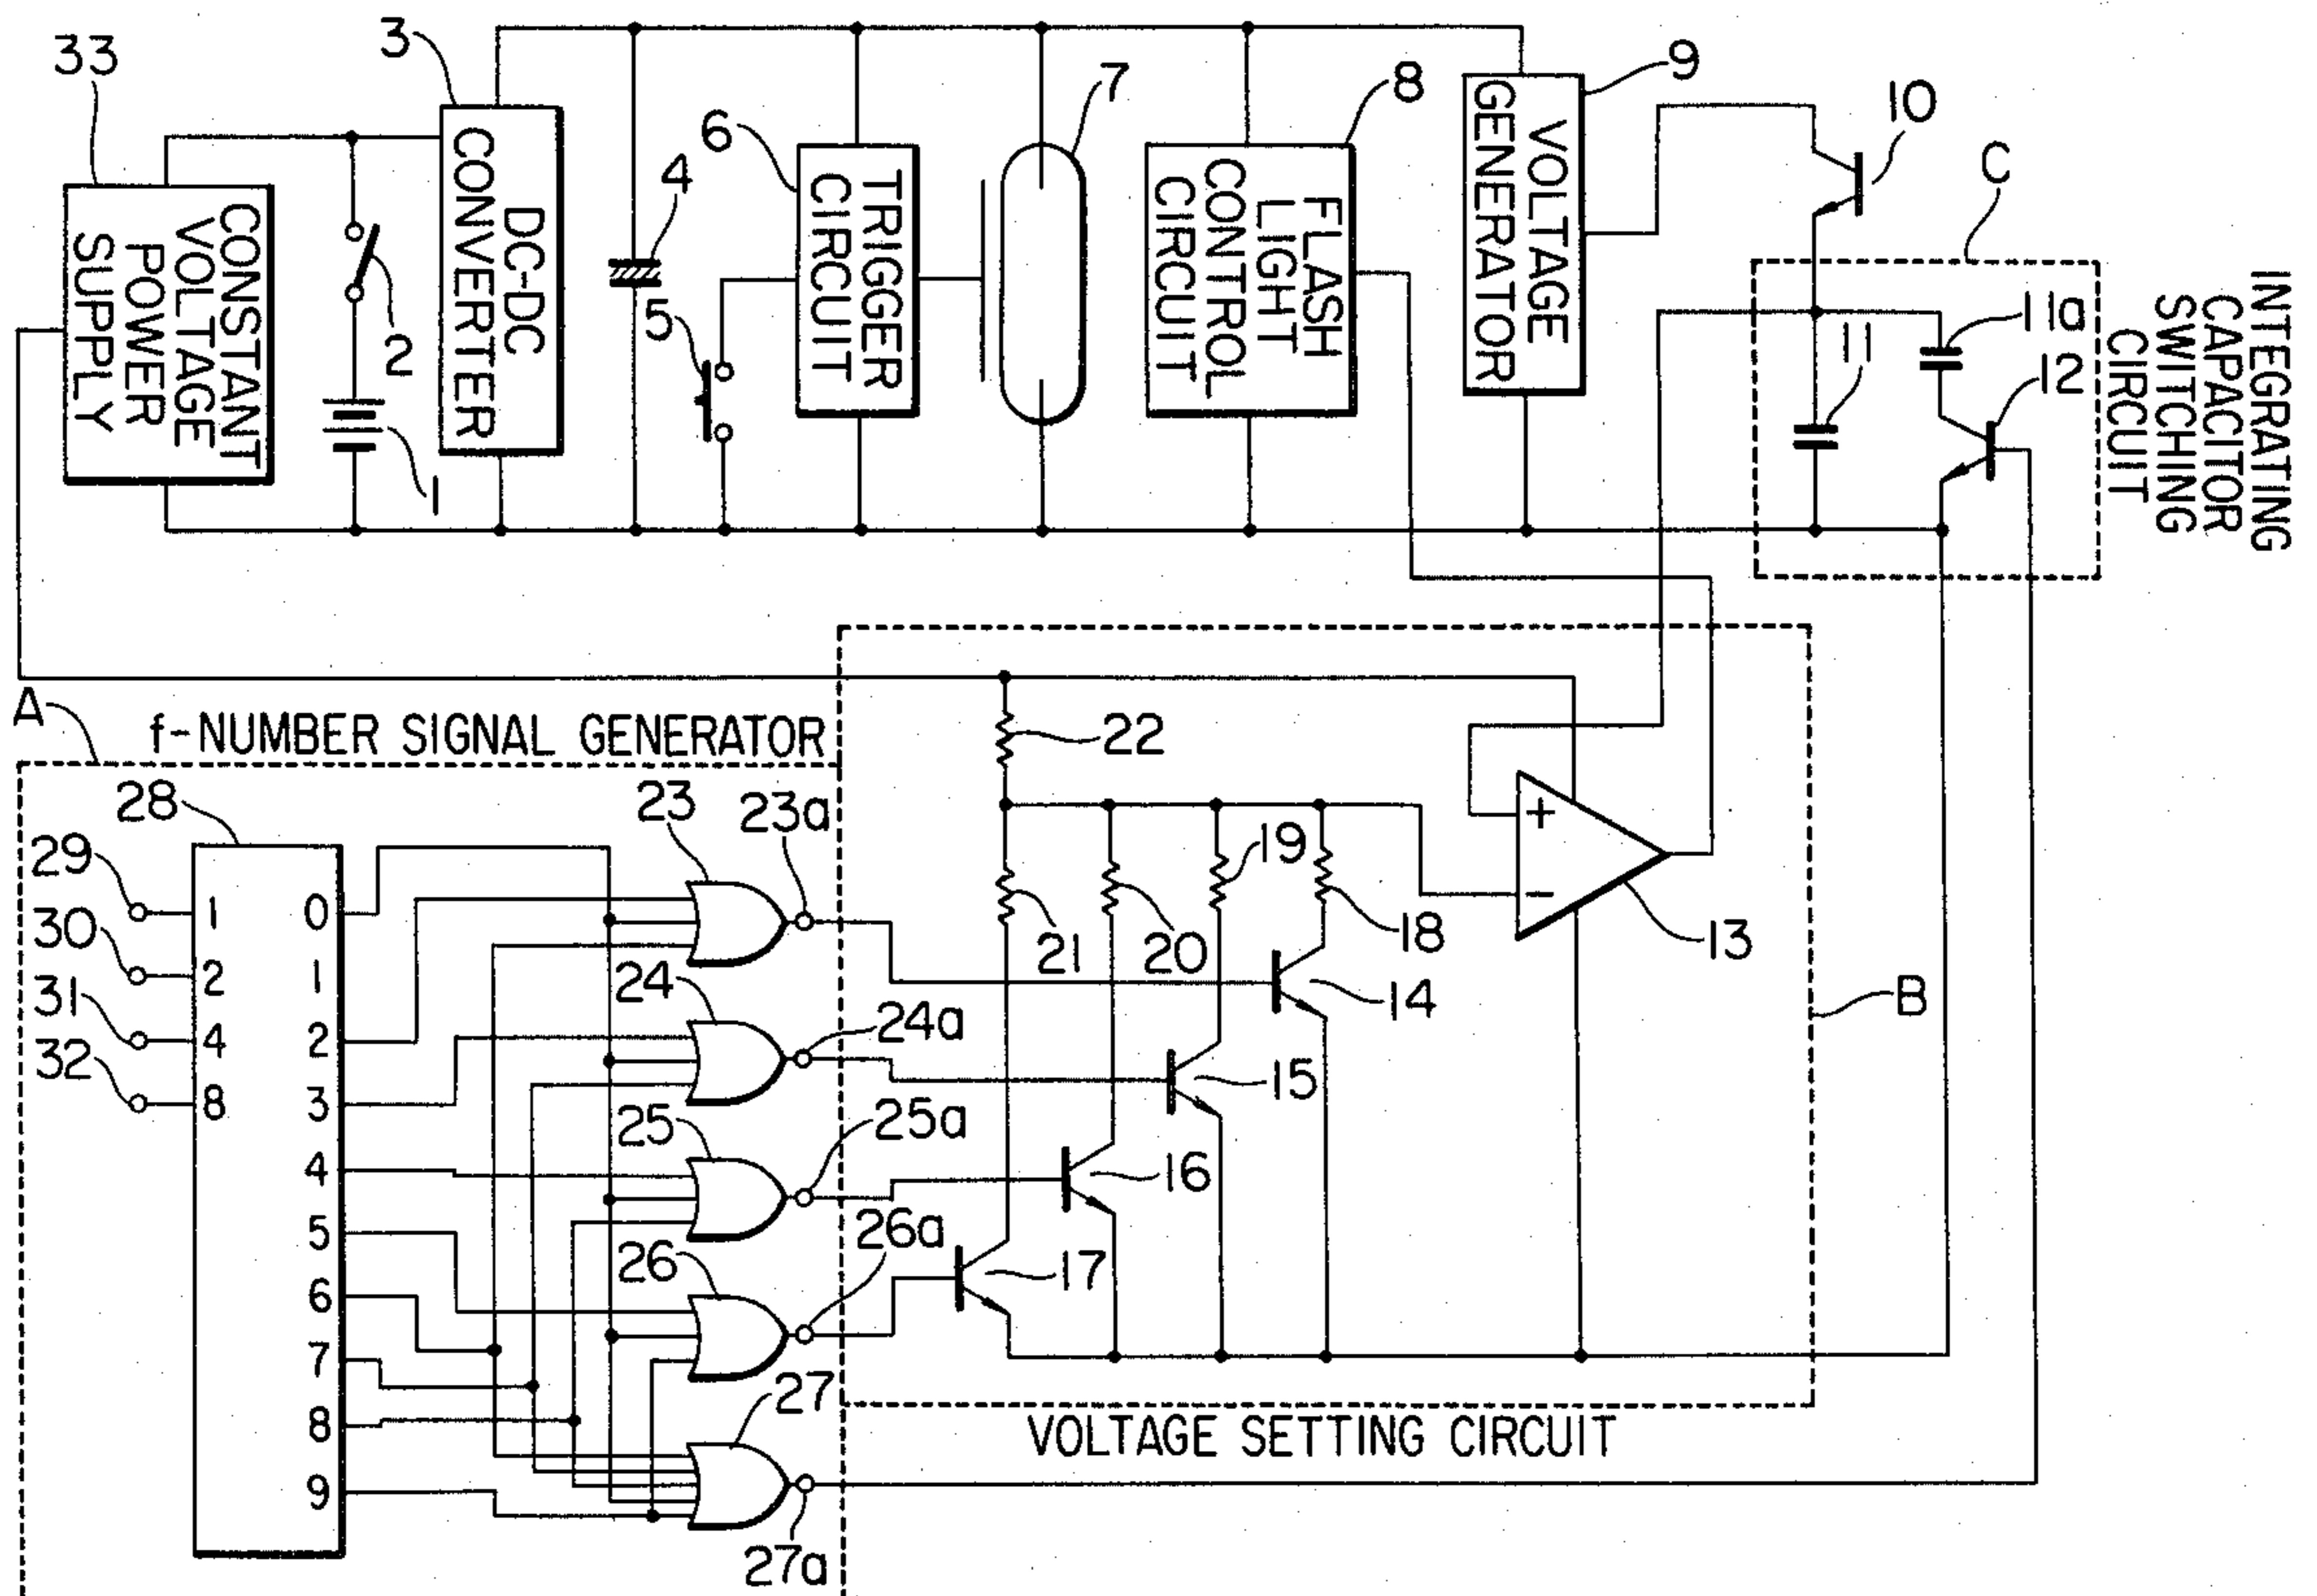 33
3
6
7
8
9
10
C
CONSTANT
VOLTAGE
POWER
SUPPLY
2
1
DC-DC
CONVERTER
4
5
TRIGGER
CIRCUIT
FLASH
LIGHT
CONTROL
CIRCUIT
VOLTAGE
GENERATOR
11
11a
12
INTEGRATING
CAPACITOR
SWITCHING
CIRCUIT
A
f-NUMBER SIGNAL GENERATOR
28
29
30
31
32
1
2
4
8
0
1
2
3
4
5
6
7
8
9
23
23a
24
24a
25
25a
26
26a
27
27a
22
21
20
19
18
17
16
15
14
+
−
13
B
VOLTAGE SETTING CIRCUIT